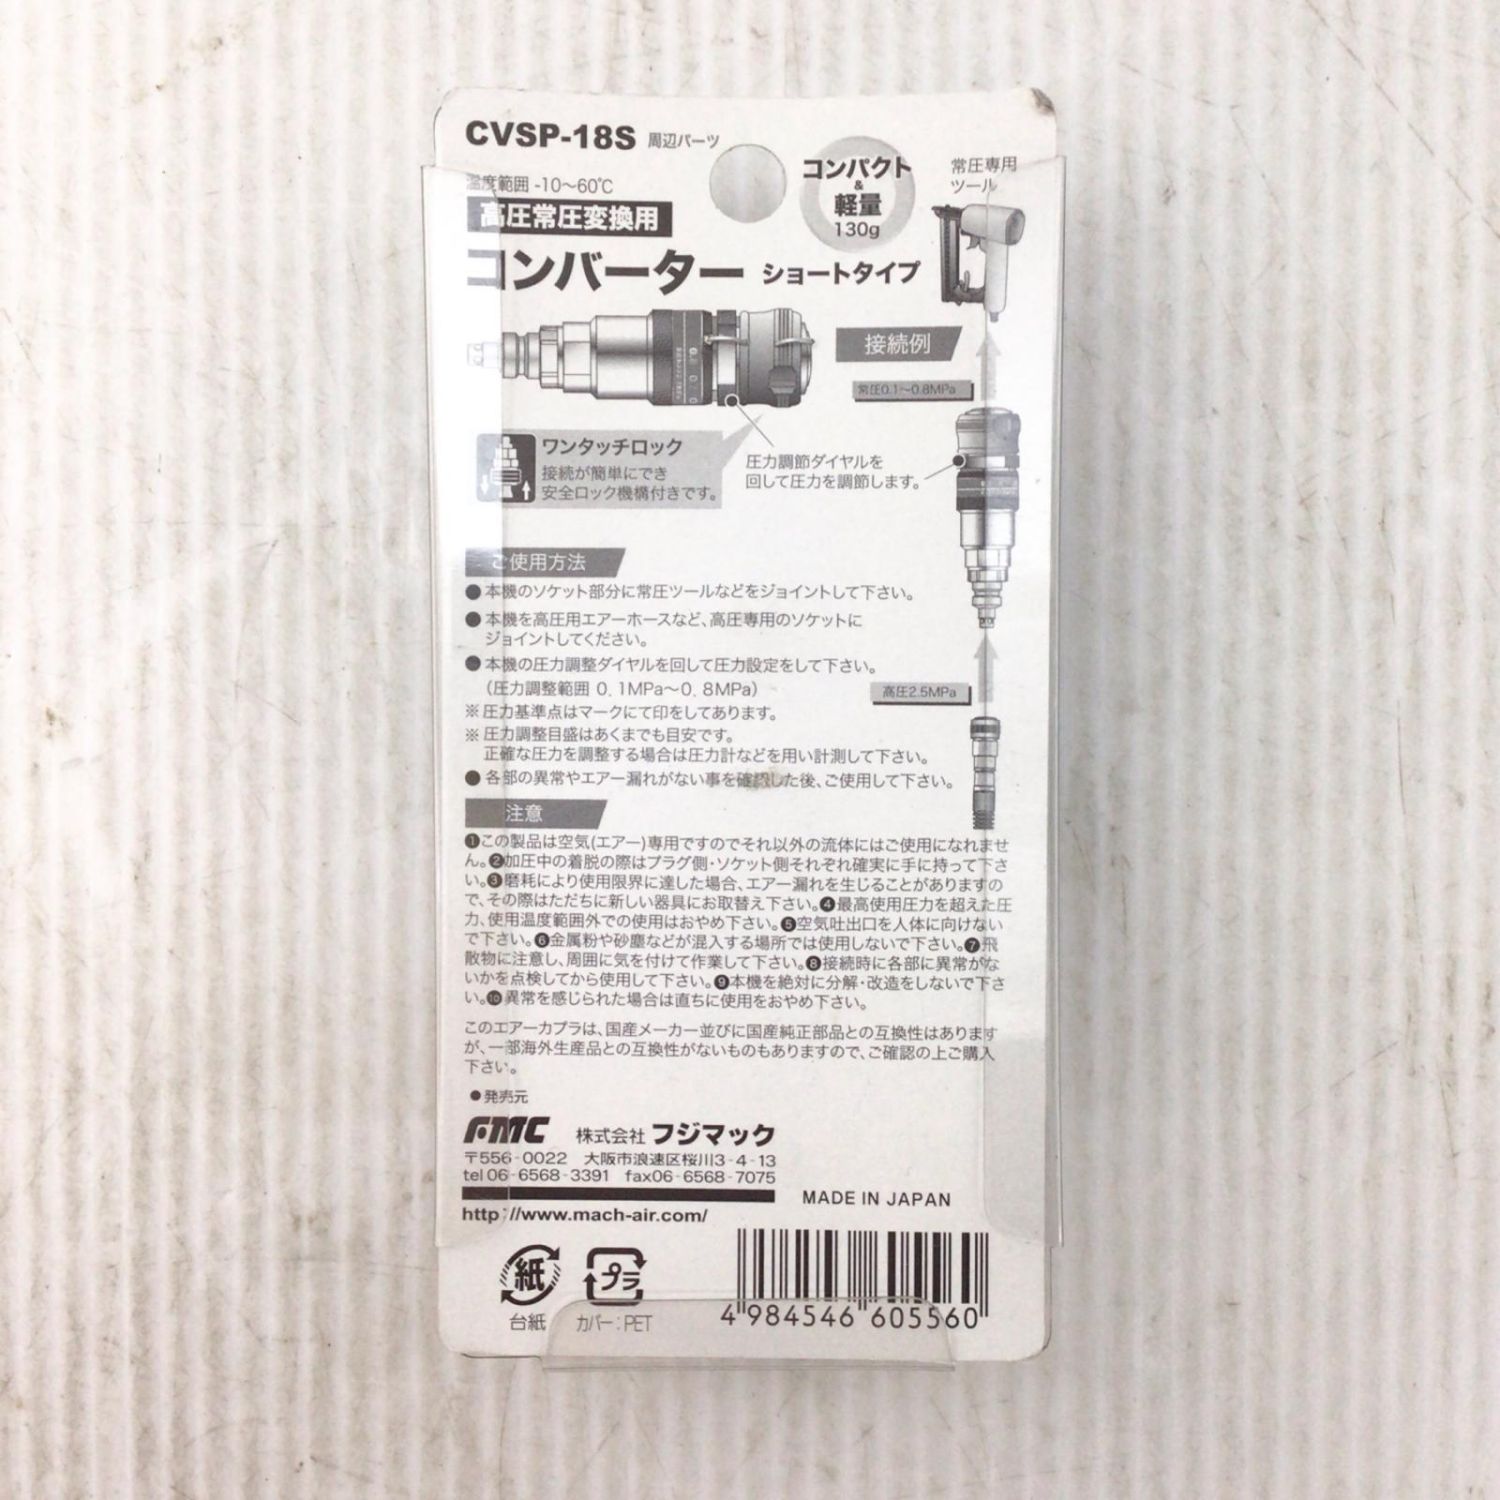 CVSP-18S 周辺パーツ
温度範囲 -10〜60℃
高圧常圧変換用
コンバーター ショートタイプ
コンパクト
&
軽量
130g
常圧専用
ツール
接続例
常圧0.1〜0.8MPa
ワンタッチロック
接続が簡単にでき
安全ロック機構付きです。
圧力調節ダイヤルを
回して圧力を調節します。
ご使用方法
●本機のソケット部分に常圧ツールなどをジョイントして下さい。
●本機を高圧用エアーホースなど、高圧専用のソケットに
ジョイントしてください。
●本機の圧力調整ダイヤルを回して圧力設定をして下さい。
（圧力調整範囲 0.1MPa〜0.8MPa）
高圧2.5MPa
※圧力基準点はマークにて印をしてあります。
※圧力調整目盛はあくまでも目安です。
正確な圧力を調整する場合は圧力計などを用い計測して下さい。
●各部の異常やエアー漏れがない事を確認した後、ご使用して下さい。
注意
❶この製品は空気(エアー)専用ですのでそれ以外の流体にはご使用になれませ
ん。❷加圧中の着脱の際はプラグ側・ソケット側それぞれ確実に手に持って下さ
い。❸磨耗により使用限界に達した場合、エアー漏れを生じることがありますの
で、その際はただちに新しい器具にお取替え下さい。❹最高使用圧力を超えた圧
力、使用温度範囲外での使用はおやめ下さい。❺空気吐出口を人体に向けない
で下さい。❻金属粉や砂塵などが混入する場所では使用しないで下さい。❼飛
散物に注意し、周囲に気を付けて作業して下さい。❽接続時に各部に異常がな
いかを点検してから使用して下さい。❾本機を絶対に分解・改造をしないで下さ
い。❿異常を感じられた場合は直ちに使用をおやめ下さい。
このエアーカプラは、国産メーカー並びに国産純正部品との互換性はあります
が、一部海外生産品との互換性がないものもありますので、ご確認の上ご購入
下さい。
●発売元
FMC 株式会社 フジマック
〒556-0022 大阪市浪速区桜川3-4-13
tel 06-6568-3391 fax06-6568-7075
MADE IN JAPAN
http://www.mach-air.com/
紙
プラ
台紙
カバー：PET
4 984546 605560